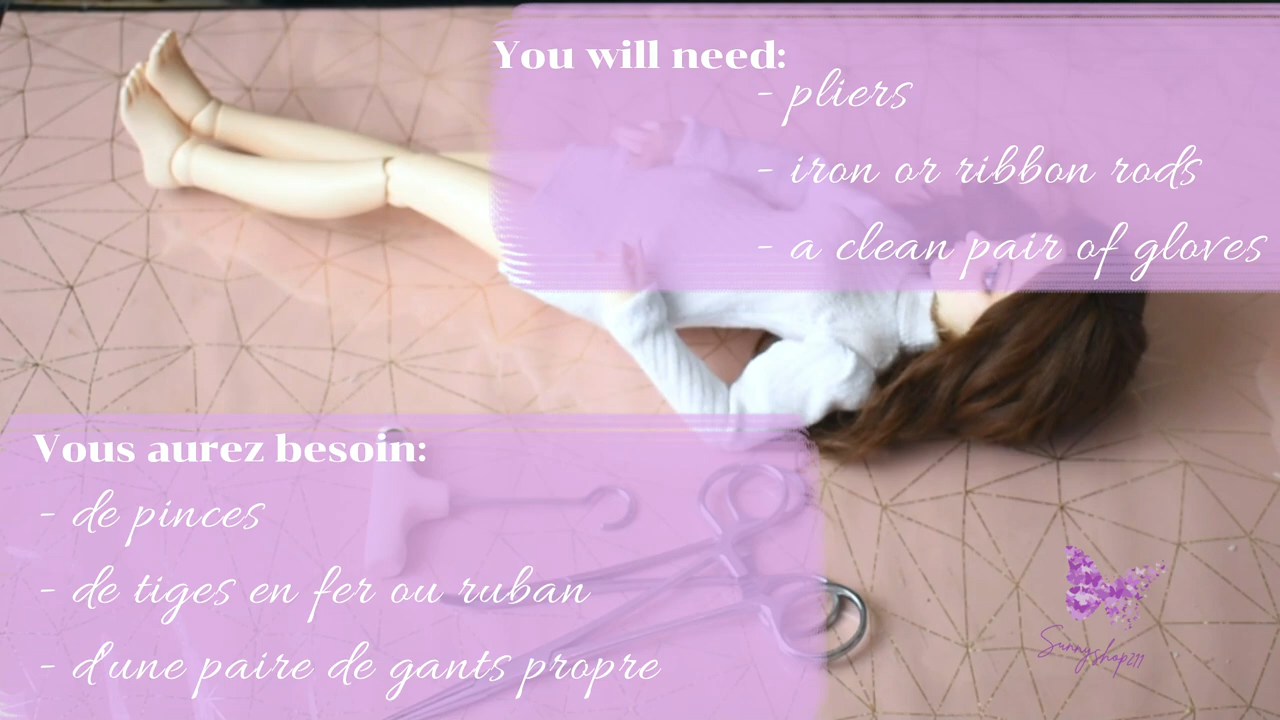 You will need:
- pliers
- iron or ribbon rods
- a clean pair of gloves
Vous aurez besoin:
- de pinces
- de tiges en fer ou ruban
- d'une paire de gants propre
Sunnyshop211